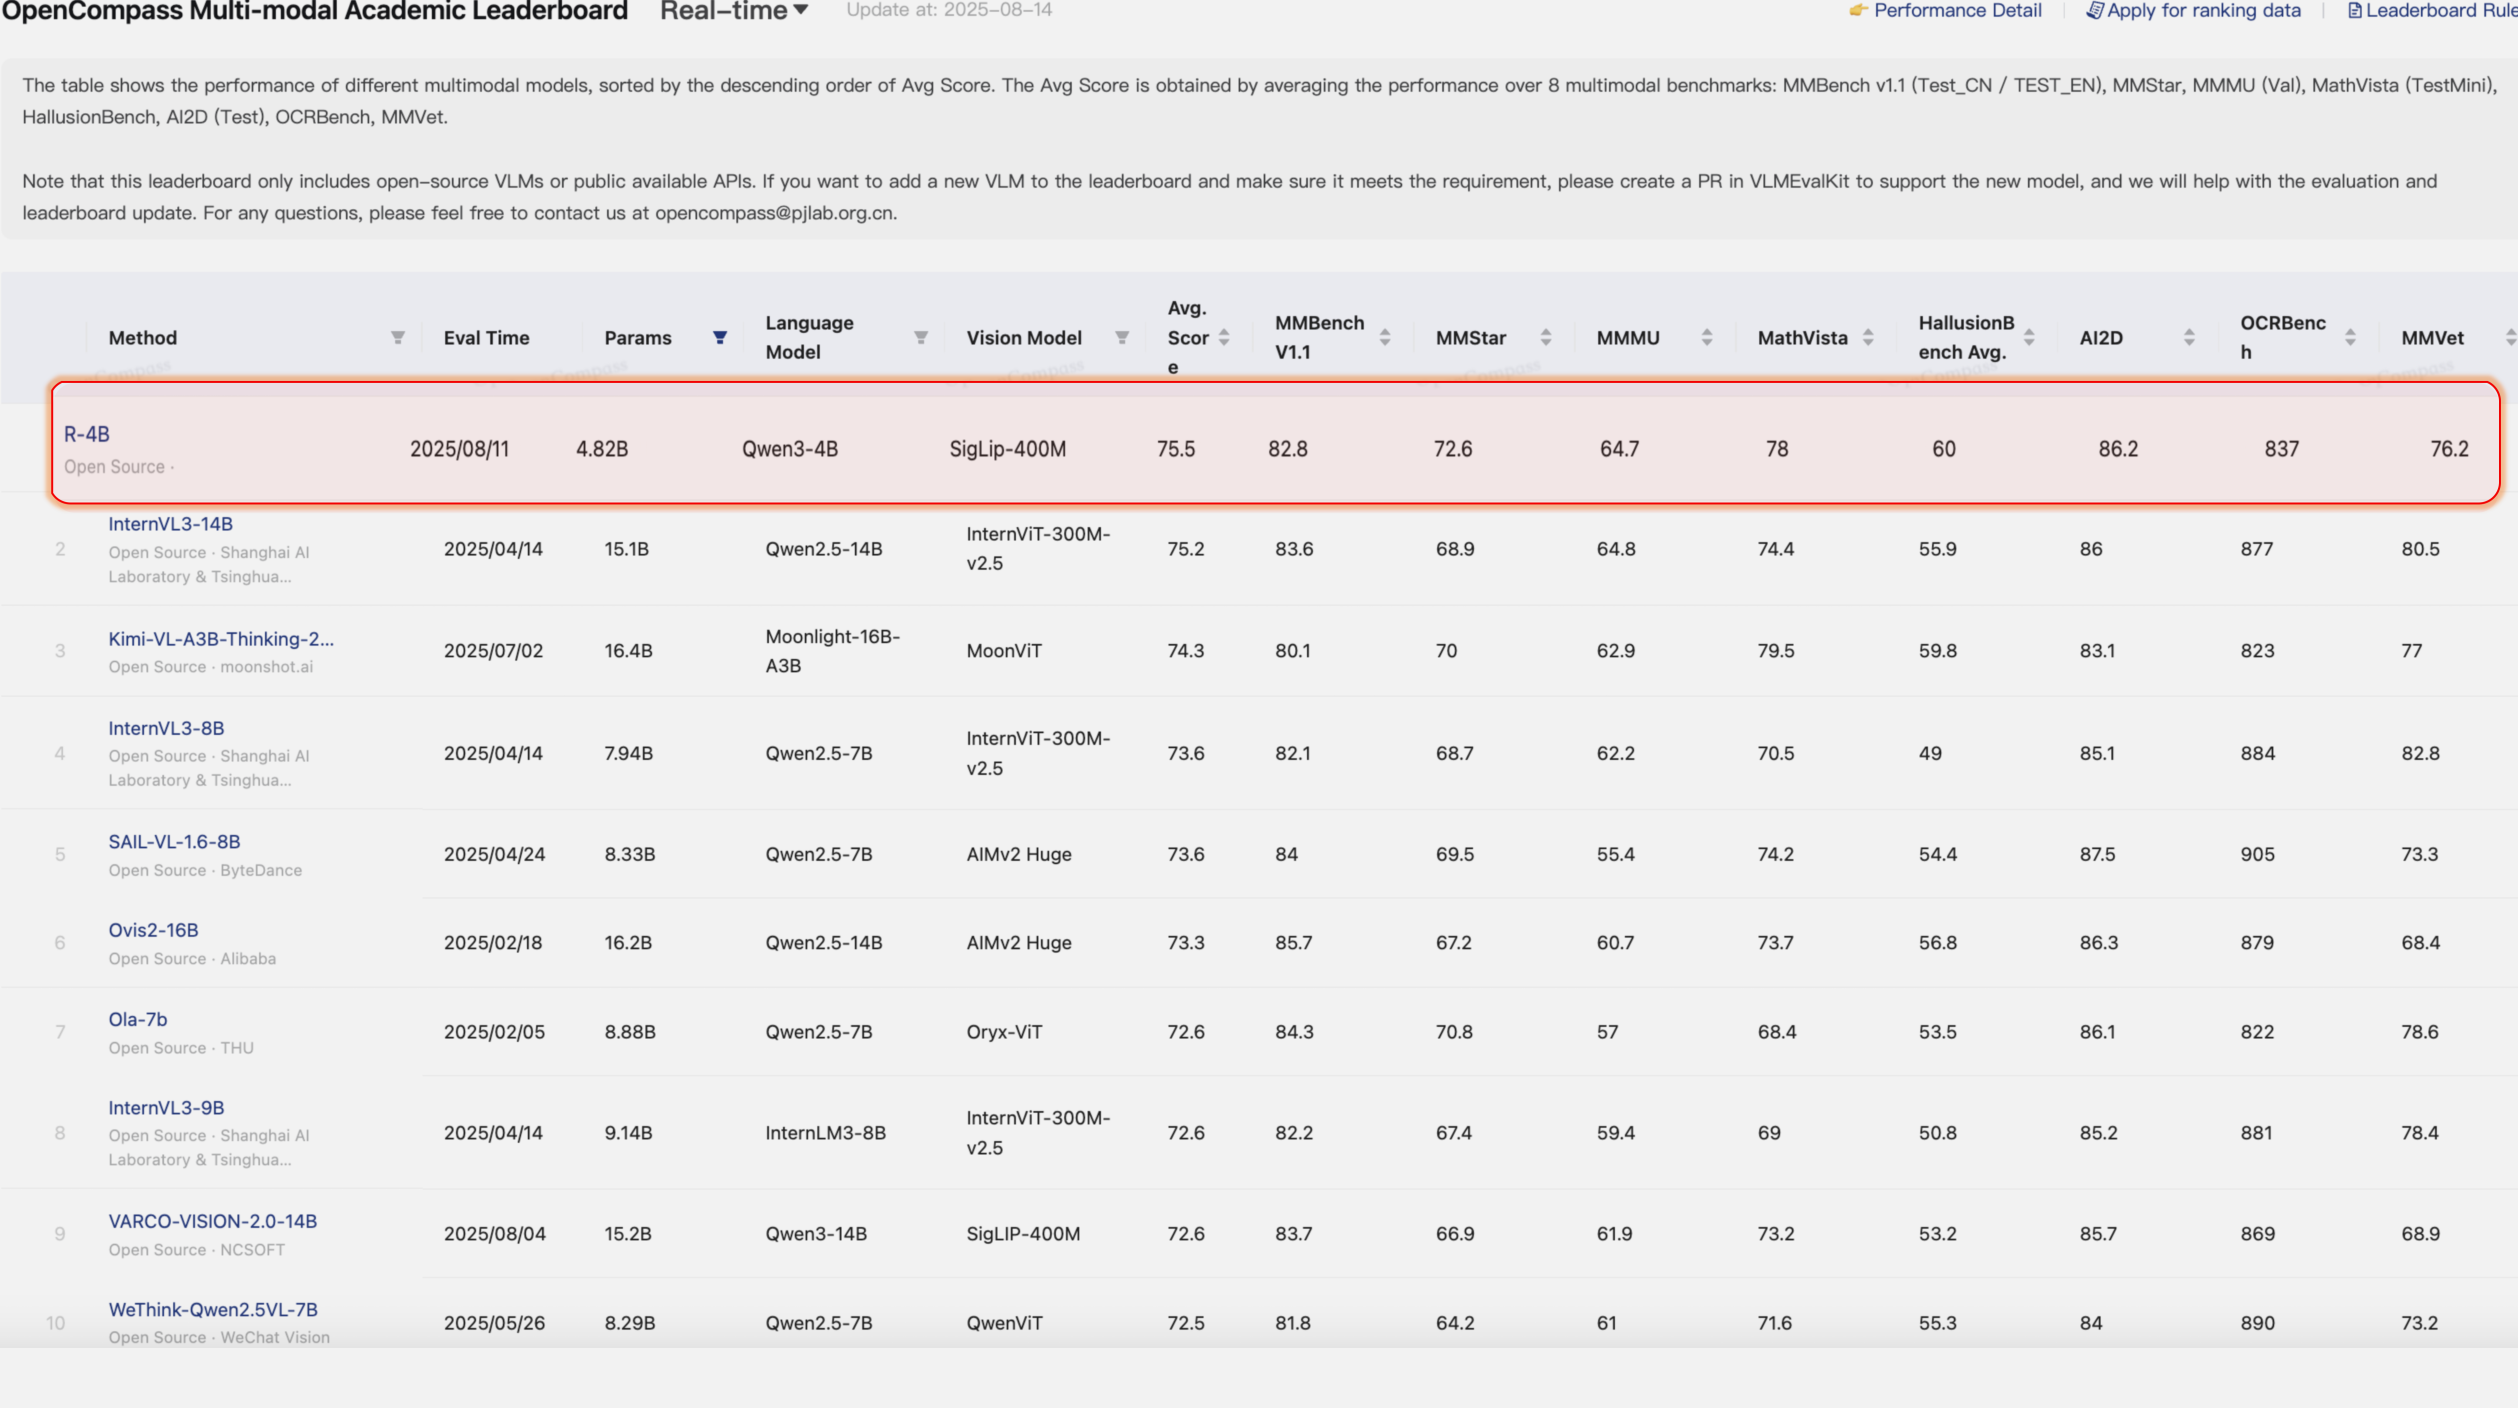 OpenCompass Multi-modal Academic Leaderboard Real-time Update at: 2025-08-14 Performance Detail Apply for ranking data Leaderboard Rule
The table shows the performance of different multimodal models, sorted by the descending order of Avg Score. The Avg Score is obtained by averaging the performance over 8 multimodal benchmarks: MMBench v1.1 (Test_CN / TEST_EN), MMStar, MMMU (Val), MathVista (TestMini),
HallusionBench, AI2D (Test), OCRBench, MMVet.
Note that this leaderboard only includes open-source VLMs or public available APIs. If you want to add a new VLM to the leaderboard and make sure it meets the requirement, please create a PR in VLMEvalKit to support the new model, and we will help with the evaluation and
leaderboard update. For any questions, please feel free to contact us at opencompass@pjlab.org.cn.
Method Eval Time Params Language Model Vision Model Avg. Score MMBench V1.1 MMStar MMMU MathVista HallusionBench Avg. AI2D OCRBench MMVet
R-4B 2025/08/11 4.82B Qwen3-4B SigLip-400M 75.5 82.8 72.6 64.7 78 60 86.2 837 76.2
Open Source ·
InternVL3-14B
2 Open Source · Shanghai AI 2025/04/14 15.1B Qwen2.5-14B InternViT-300M-v2.5 75.2 83.6 68.9 64.8 74.4 55.9 86 877 80.5
Laboratory & Tsinghua...
3 Kimi-VL-A3B-Thinking-2... 2025/07/02 16.4B Moonlight-16B-A3B MoonViT 74.3 80.1 70 62.9 79.5 59.8 83.1 823 77
Open Source · moonshot.ai
InternVL3-8B
4 Open Source · Shanghai AI 2025/04/14 7.94B Qwen2.5-7B InternViT-300M-v2.5 73.6 82.1 68.7 62.2 70.5 49 85.1 884 82.8
Laboratory & Tsinghua...
5 SAIL-VL-1.6-8B 2025/04/24 8.33B Qwen2.5-7B AIMv2 Huge 73.6 84 69.5 55.4 74.2 54.4 87.5 905 73.3
Open Source · ByteDance
6 Ovis2-16B 2025/02/18 16.2B Qwen2.5-14B AIMv2 Huge 73.3 85.7 67.2 60.7 73.7 56.8 86.3 879 68.4
Open Source · Alibaba
7 Ola-7b 2025/02/05 8.88B Qwen2.5-7B Oryx-ViT 72.6 84.3 70.8 57 68.4 53.5 86.1 822 78.6
Open Source · THU
InternVL3-9B
8 Open Source · Shanghai AI 2025/04/14 9.14B InternLM3-8B InternViT-300M-v2.5 72.6 82.2 67.4 59.4 69 50.8 85.2 881 78.4
Laboratory & Tsinghua...
9 VARCO-VISION-2.0-14B 2025/08/04 15.2B Qwen3-14B SigLIP-400M 72.6 83.7 66.9 61.9 73.2 53.2 85.7 869 68.9
Open Source · NCSOFT
10 WeThink-Qwen2.5VL-7B 2025/05/26 8.29B Qwen2.5-7B QwenViT 72.5 81.8 64.2 61 71.6 55.3 84 890 73.2
Open Source · WeChat Vision